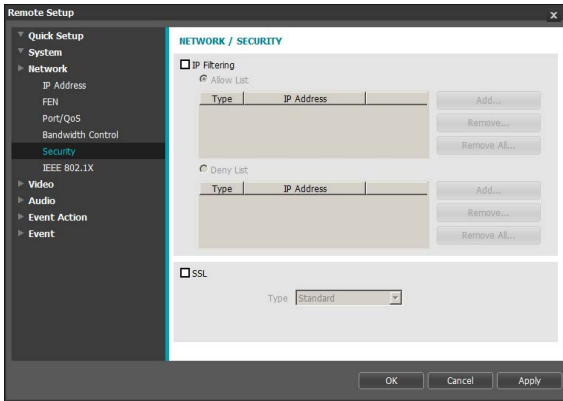 Remote Setup
x
Quick Setup
System
Network
IP Address
FEN
Port/QoS
Bandwidth Control
Security
IEEE 802.1X
Video
Audio
Event Action
Event
NETWORK / SECURITY
IP Filtering
Allow List
Type IP Address
Add...
Remove...
Remove All...
Deny List
Type IP Address
Add...
Remove...
Remove All...
SSL
Type Standard
OK Cancel Apply